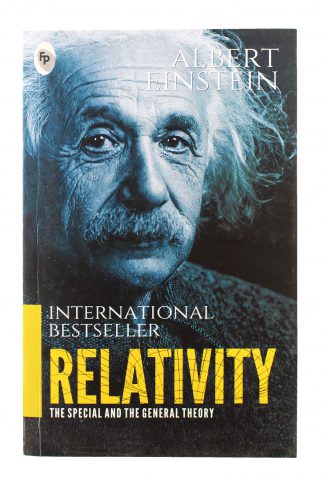 FP
ALBERT
EINSTEIN
INTERNATIONAL
BESTSELLER
RELATIVITY
THE SPECIAL AND THE GENERAL THEORY